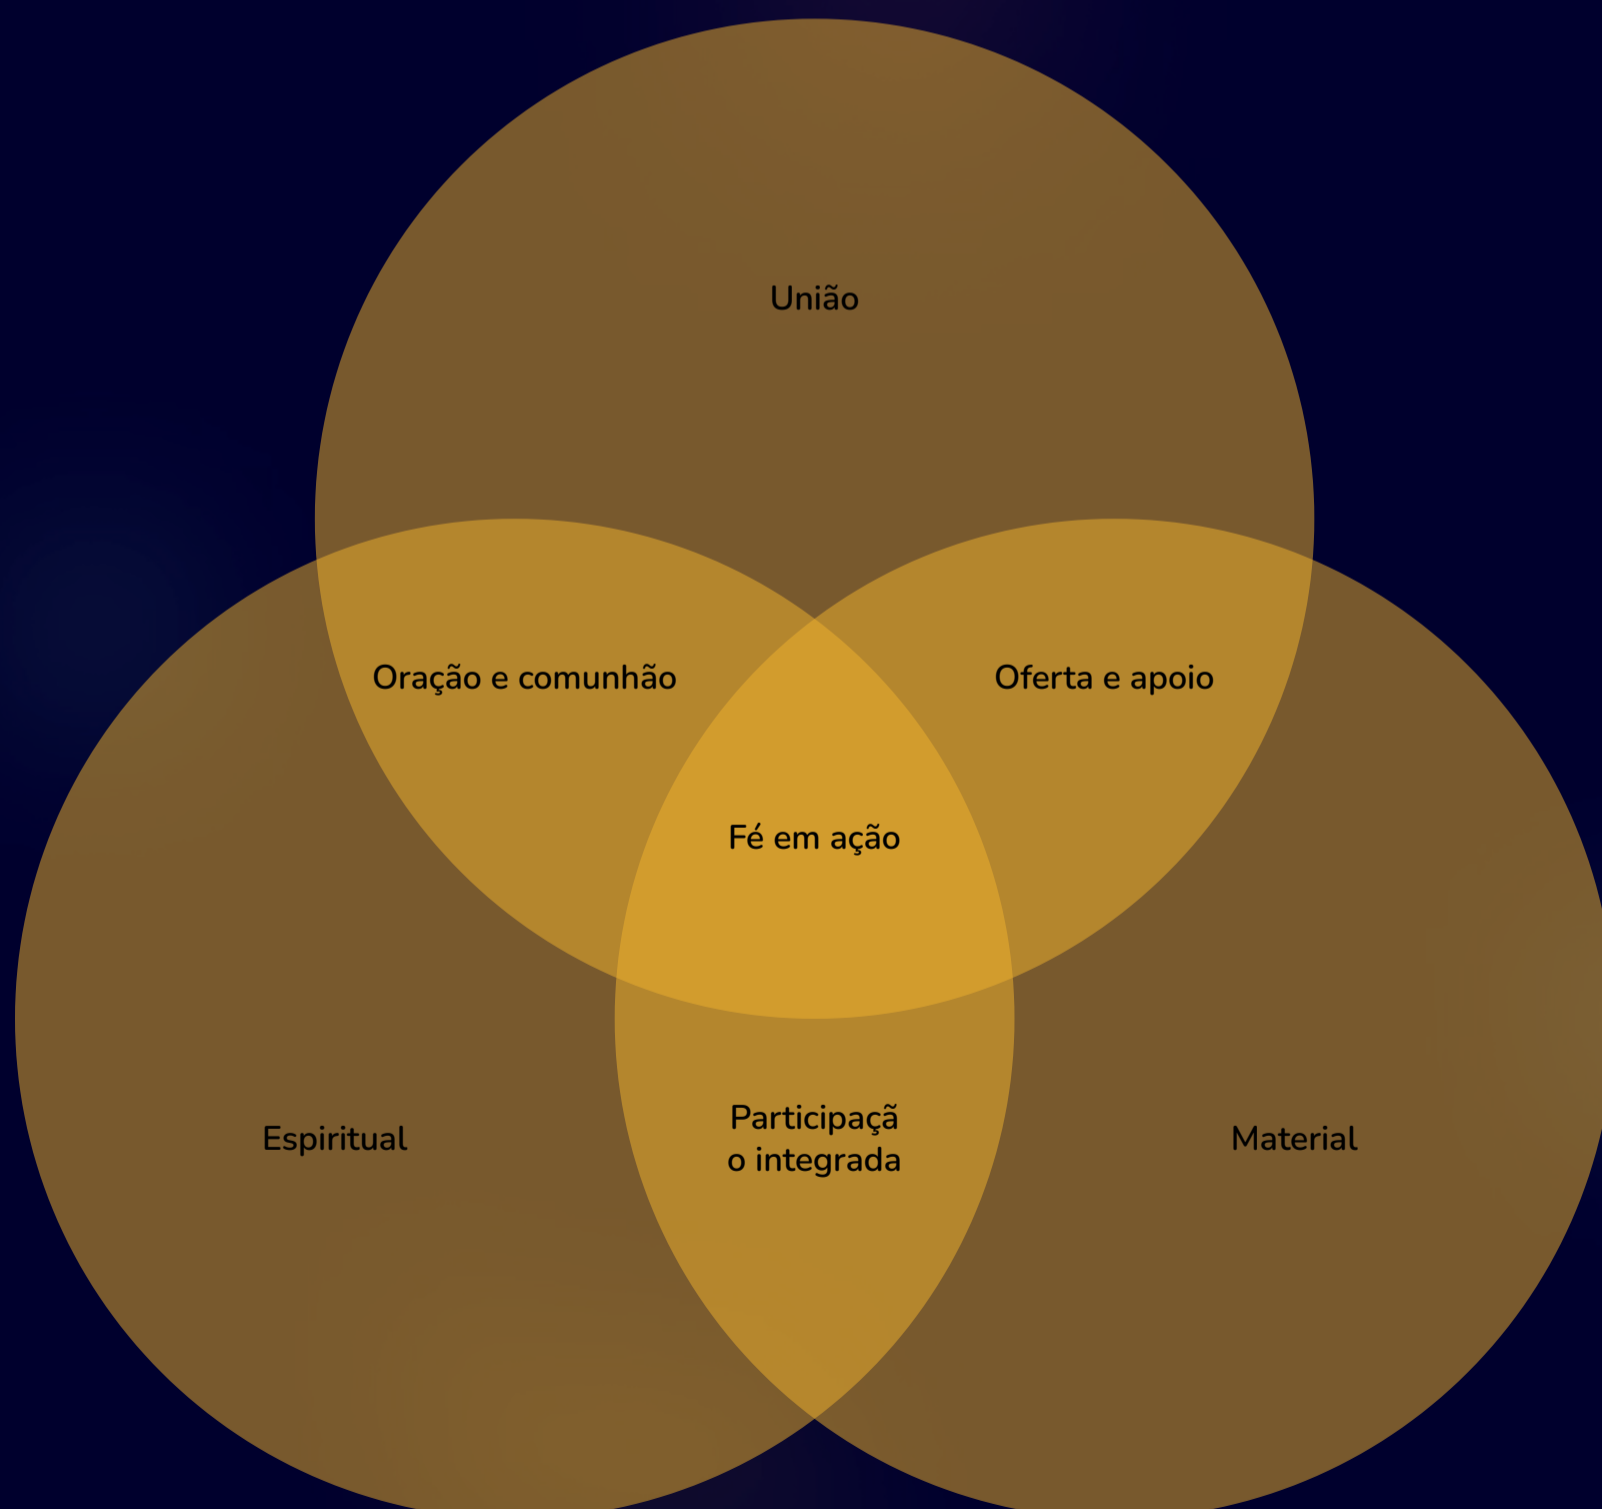 União
Oração e comunhão
Oferta e apoio
Fé em ação
Participaçã
o integrada
Espiritual
Material